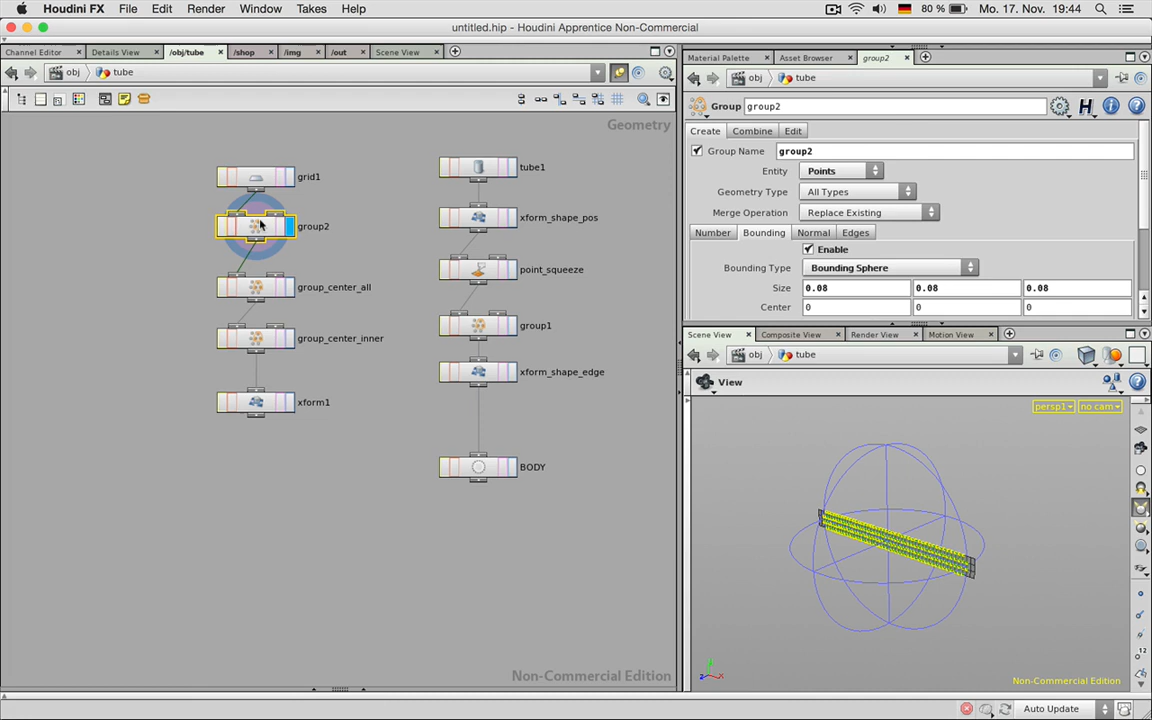 Houdini FX File Edit Render Window Takes Help 80 % Mo. 17. Nov. 19:44
untitled.hip - Houdini Apprentice Non-Commercial
Channel Editor × Details View × /obj/tube × /shop × /img × /out × Scene View ×
obj tube
Geometry
grid1
group2
group_center_all
group_center_inner
xform1
tube1
xform_shape_pos
point_squeeze
group1
xform_shape_edge
BODY
Non-Commercial Edition
Material Palette × Asset Browser × group2 ×
obj tube
Group group2
Create Combine Edit
Group Name group2
Entity Points
Geometry Type All Types
Merge Operation Replace Existing
Number Bounding Normal Edges
Enable
Bounding Type Bounding Sphere
Size 0.08 0.08 0.08
Center 0 0 0
Scene View × Composite View × Render View × Motion View ×
obj tube
View
persp1 no cam
Non-Commercial Edition
Auto Update